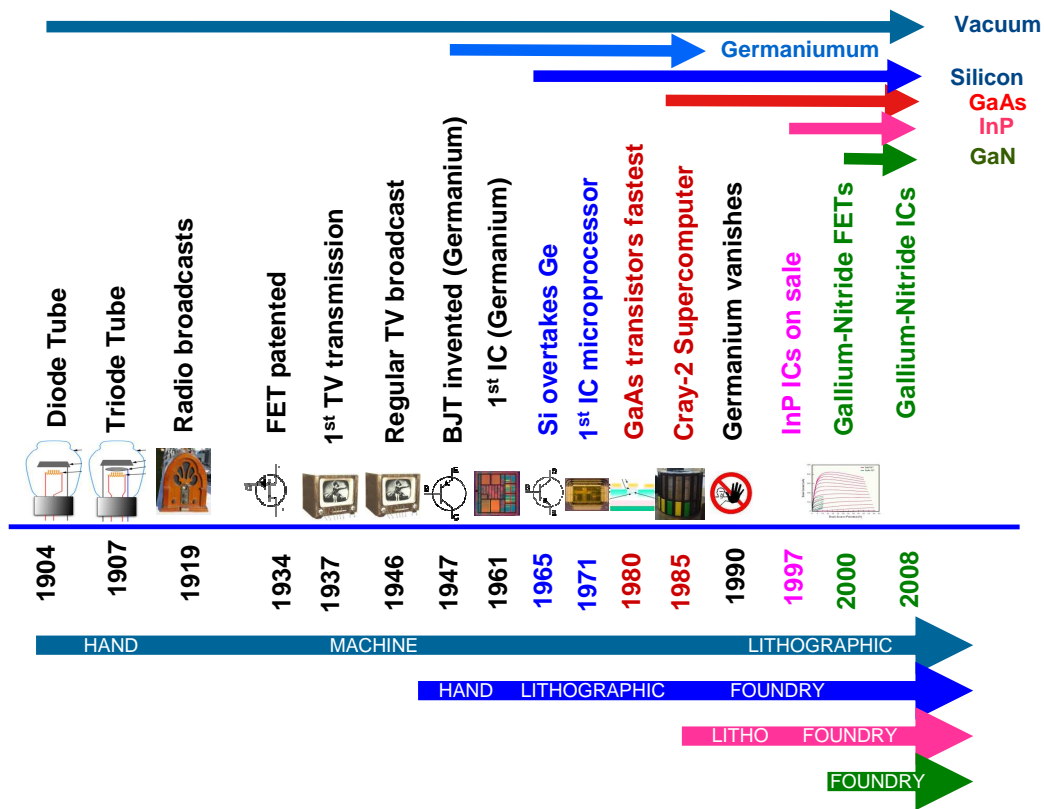 Vacuum
Germaniumum
Silicon
GaAs
InP
GaN
Diode Tube
Triode Tube
Radio broadcasts
FET patented
1st TV transmission
Regular TV broadcast
BJT invented (Germanium)
1st IC (Germanium)
Si overtakes Ge
1st IC microprocessor
GaAs transistors fastest
Cray-2 Supercomputer
Germanium vanishes
InP ICs on sale
Gallium-Nitride FETs
Gallium-Nitride ICs
1904
1907
1919
1934
1937
1946
1947
1961
1965
1971
1980
1985
1990
1997
2000
2008
HAND MACHINE LITHOGRAPHIC
HAND LITHOGRAPHIC FOUNDRY
LITHO FOUNDRY
FOUNDRY